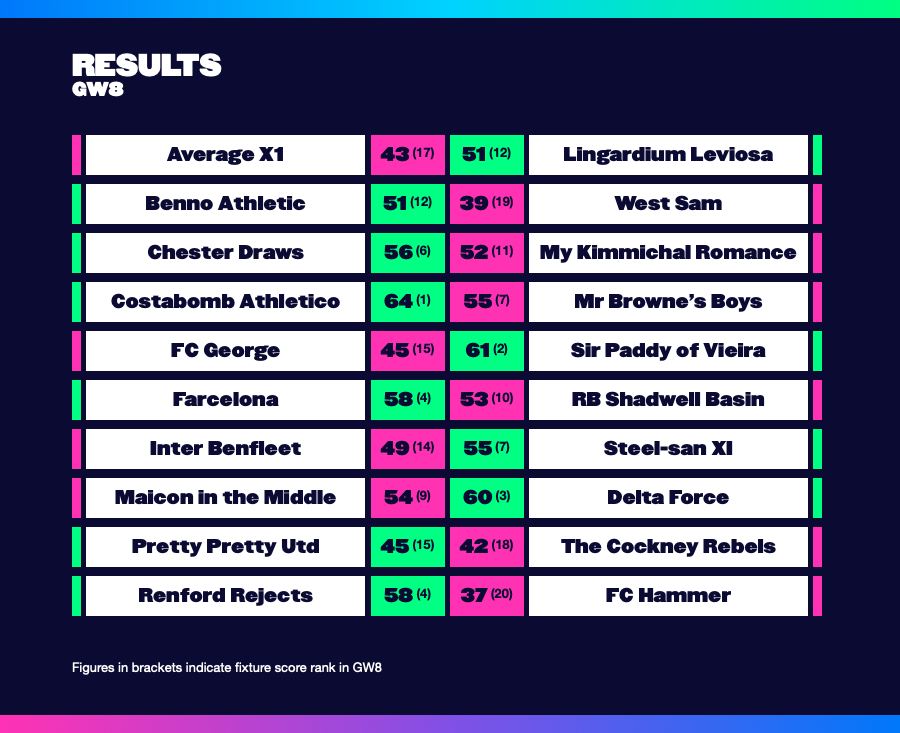 RESULTS
GW8
Average X1 43 (17) 51 (12) Lingardium Leviosa
Benno Athletic 51 (12) 39 (19) West Sam
Chester Draws 56 (6) 52 (11) My Kimmichal Romance
Costabomb Athletico 64 (1) 55 (7) Mr Browne’s Boys
FC George 45 (15) 61 (2) Sir Paddy of Vieira
Farcelona 58 (4) 53 (10) RB Shadwell Basin
Inter Benfleet 49 (14) 55 (7) Steel-san XI
Maicon in the Middle 54 (9) 60 (3) Delta Force
Pretty Pretty Utd 45 (15) 42 (18) The Cockney Rebels
Renford Rejects 58 (4) 37 (20) FC Hammer
Figures in brackets indicate fixture score rank in GW8